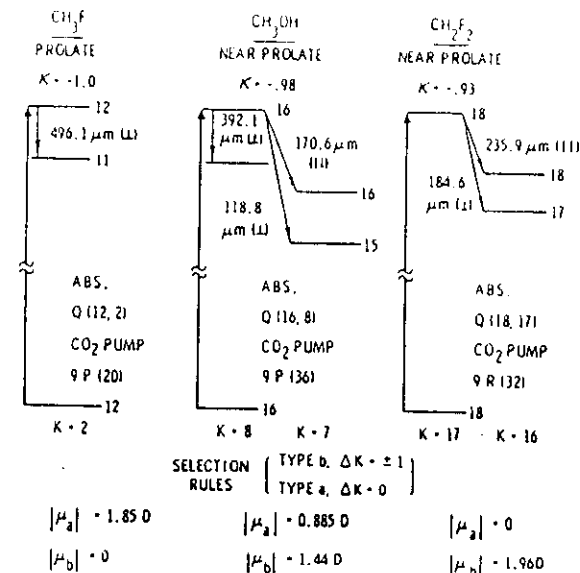 CH3F
PROLATE
K = -1.0
12
496.1 μm (⊥)
11
ABS.
Q (12, 2)
CO2 PUMP
9 P (20)
12
K = 2
CH3OH
NEAR PROLATE
K = -.98
16
392.1
μm (⊥)
170.6 μm
(||)
16
118.8
μm (⊥)
15
ABS.
Q (16, 8)
CO2 PUMP
9 P (36)
16
K = 8 K = 7
CH2F2
NEAR PROLATE
K = -.93
18
235.9 μm (||)
18
184.6
μm (⊥)
17
ABS.
Q (18, 17)
CO2 PUMP
9 R (32)
18
K = 17 K = 16
SELECTION
RULES
TYPE b, ΔK = ±1
TYPE a, ΔK = 0
|μa| = 1.85 D
|μa| = 0.885 D
|μa| = 0
|μb| = 0
|μb| = 1.44 D
|μb| = 1.96D